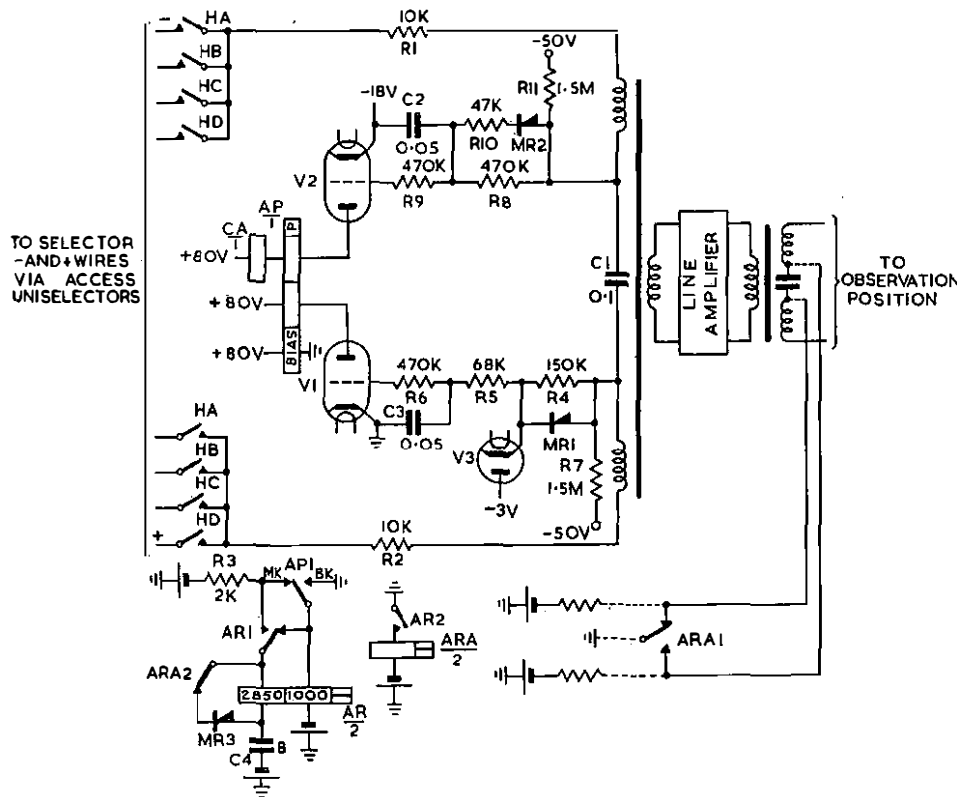 - HA
HB
HC
HD
10K
R1
-50V
R11
1·5M
-18V
C2
0·05
47K
R10
MR2
470K
R9
470K
R8
V2
AP
1
CA
1
P
+80V
+80V
+80V
BIAS
V1
TO SELECTOR
-AND+WIRES
VIA ACCESS
UNISELECTORS
C1
0·1
LINE
AMPLIFIER
TO
OBSERVATION
POSITION
470K
R6
68K
R5
150K
R4
C3
0·05
MR1
V3
-3V
R7
1·5M
-50V
HA
HB
HC
+ HD
10K
R2
R3
2K
MK
AP1
BK
AR1
ARA2
2850
1000
AR
2
MR3
C4
8
AR2
ARA
2
ARA1